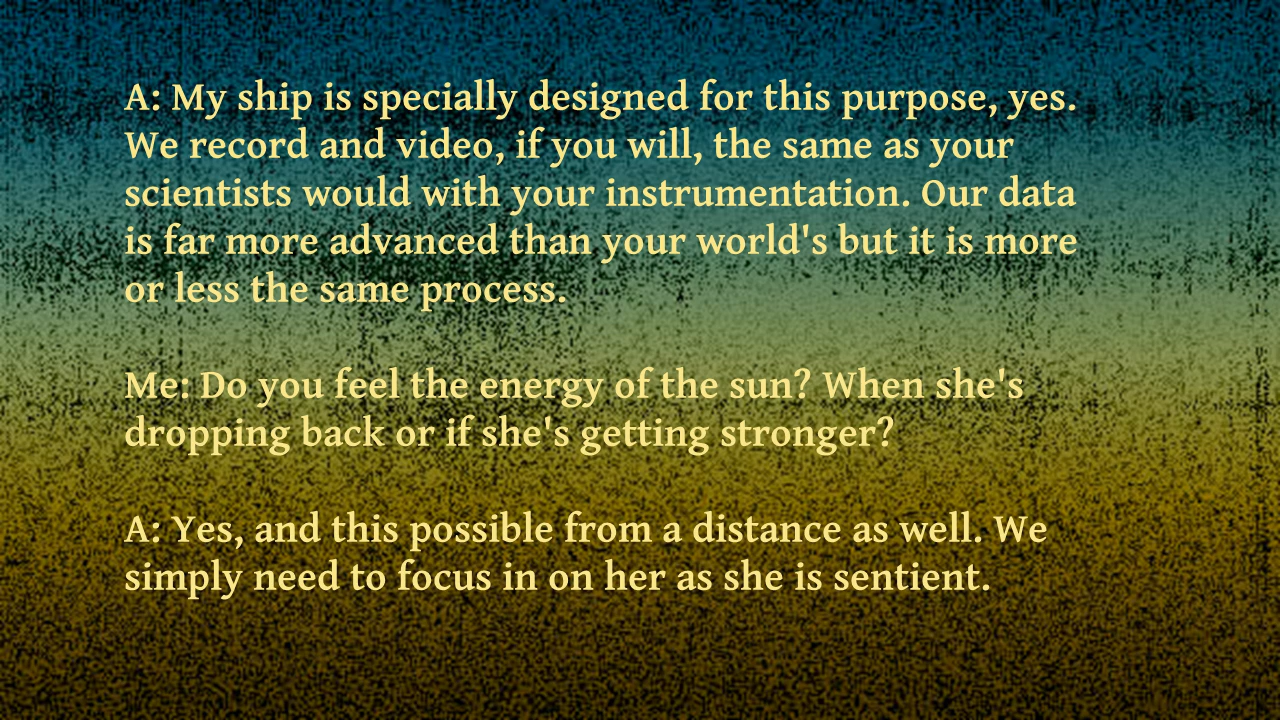 A: My ship is specially designed for this purpose, yes.
We record and video, if you will, the same as your
scientists would with your instrumentation. Our data
is far more advanced than your world's but it is more
or less the same process.
Me: Do you feel the energy of the sun? When she's
dropping back or if she's getting stronger?
A: Yes, and this possible from a distance as well. We
simply need to focus in on her as she is sentient.